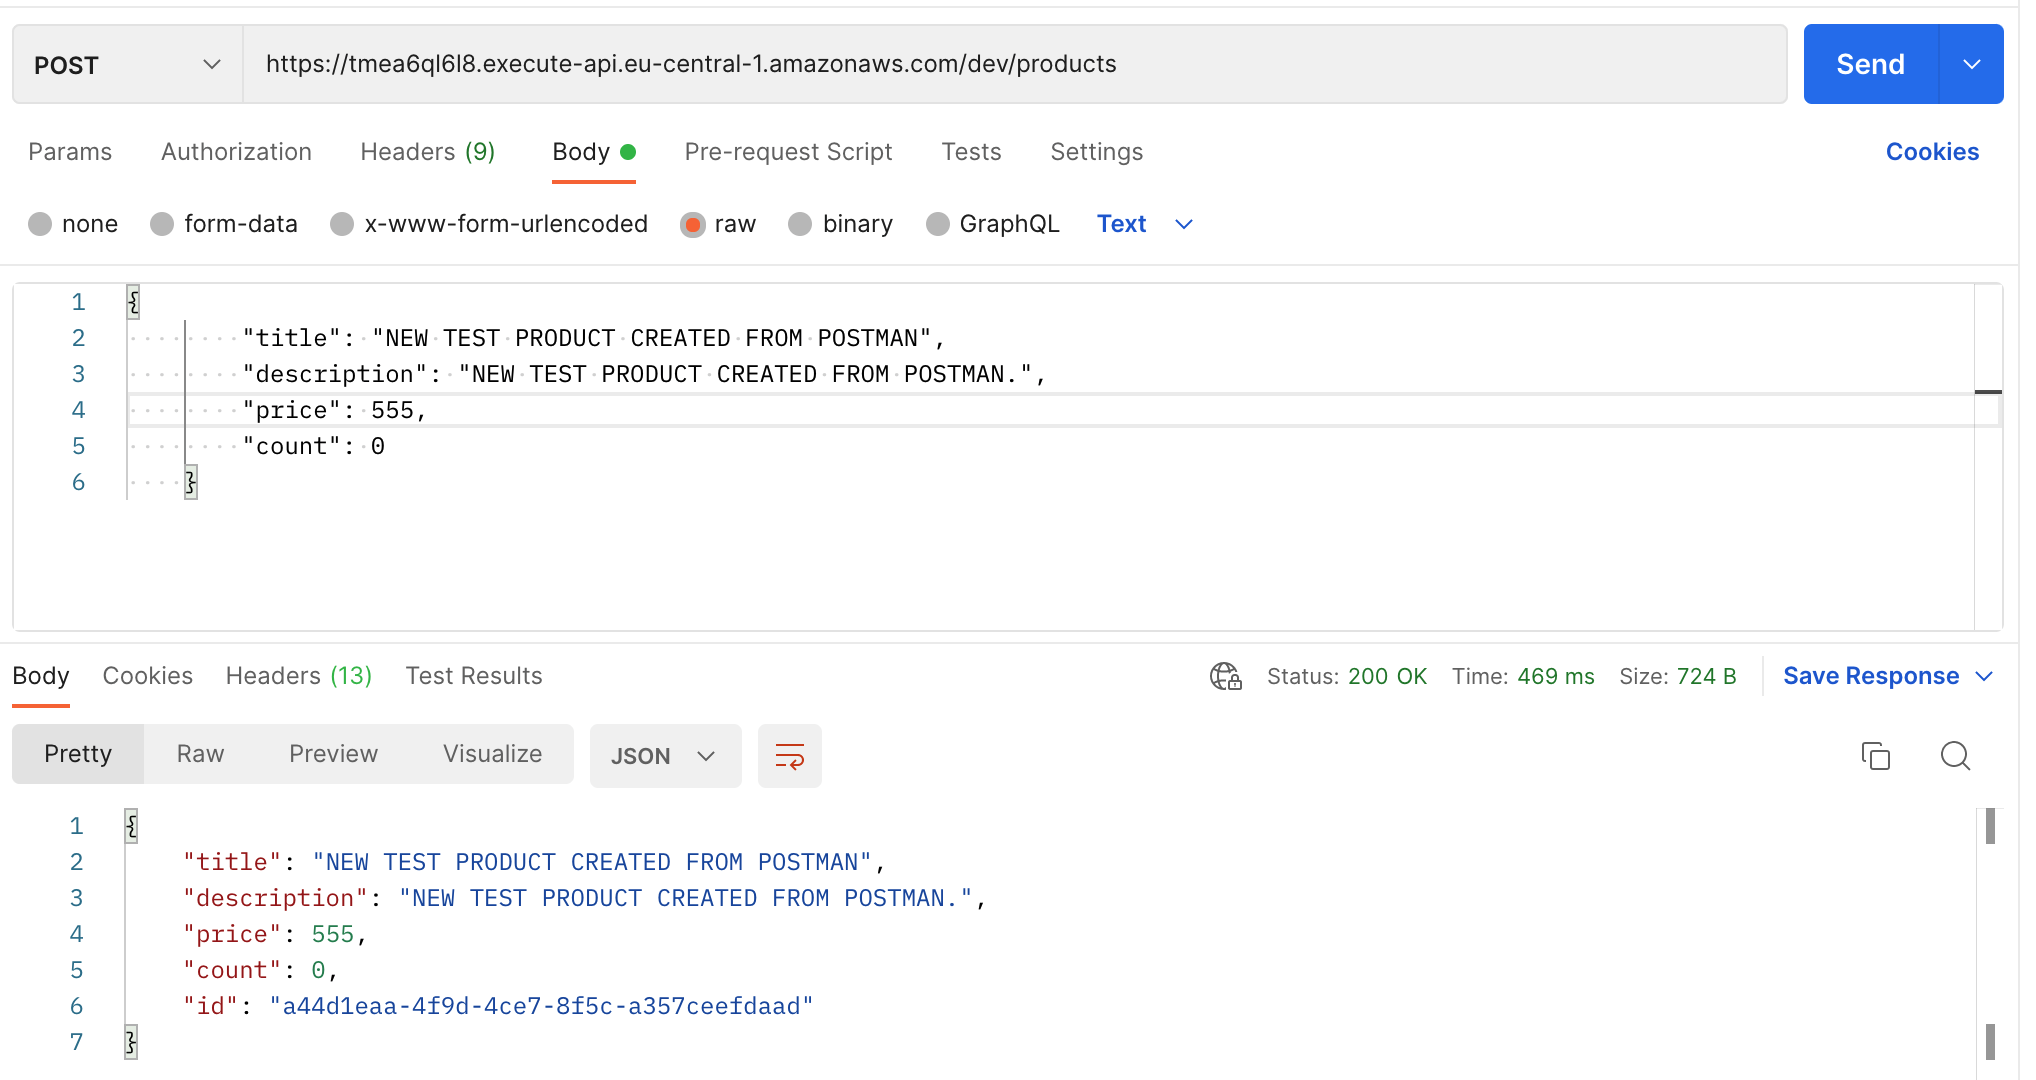 POST https://tmea6ql6l8.execute-api.eu-central-1.amazonaws.com/dev/products Send
Params Authorization Headers (9) Body Pre-request Script Tests Settings Cookies
none form-data x-www-form-urlencoded raw binary GraphQL Text
1 {
2 "title": "NEW TEST PRODUCT CREATED FROM POSTMAN",
3 "description": "NEW TEST PRODUCT CREATED FROM POSTMAN.",
4 "price": 555,
5 "count": 0
6 }
Body Cookies Headers (13) Test Results Status: 200 OK Time: 469 ms Size: 724 B Save Response
Pretty Raw Preview Visualize JSON
1 {
2 "title": "NEW TEST PRODUCT CREATED FROM POSTMAN",
3 "description": "NEW TEST PRODUCT CREATED FROM POSTMAN.",
4 "price": 555,
5 "count": 0,
6 "id": "a44d1eaa-4f9d-4ce7-8f5c-a357ceefdaad"
7 }